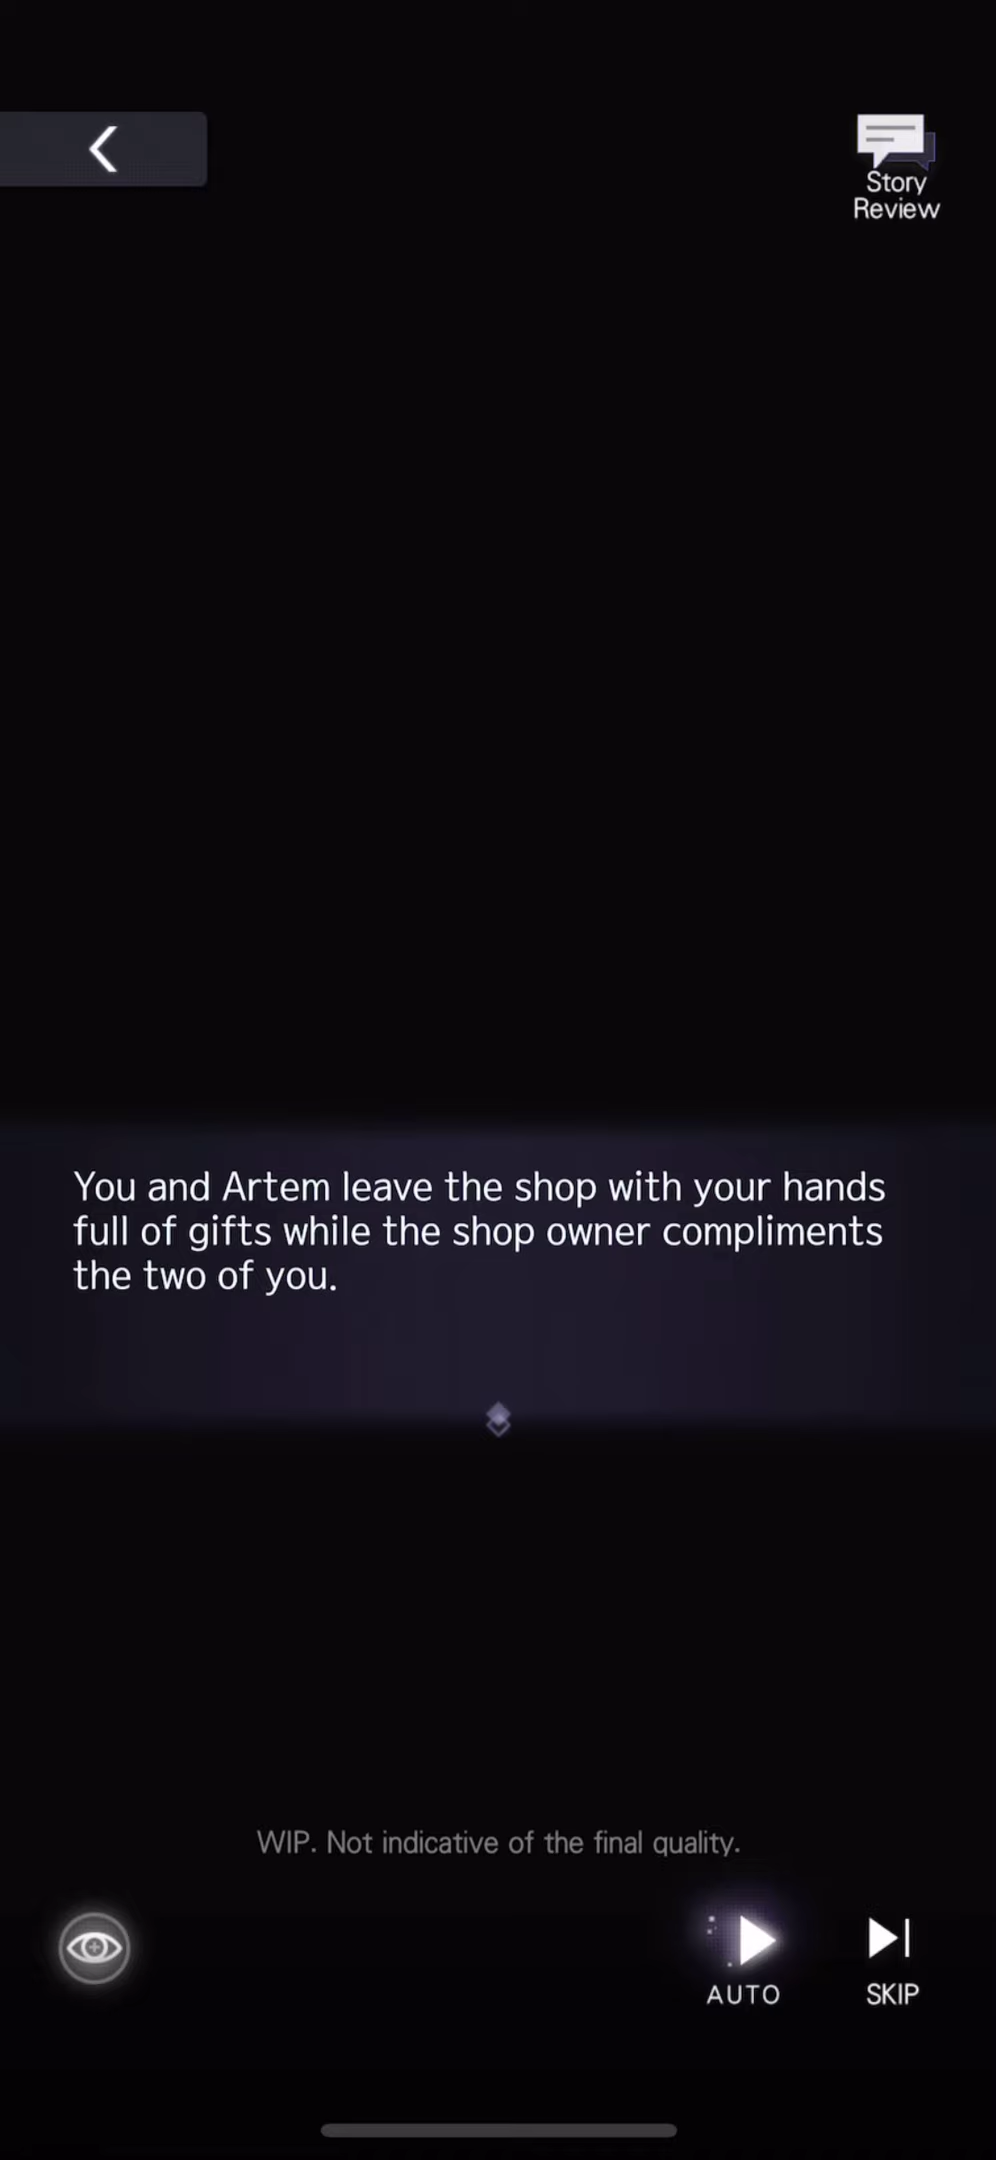 Story
Review
You and Artem leave the shop with your hands
full of gifts while the shop owner compliments
the two of you.
WIP. Not indicative of the final quality.
AUTO
SKIP